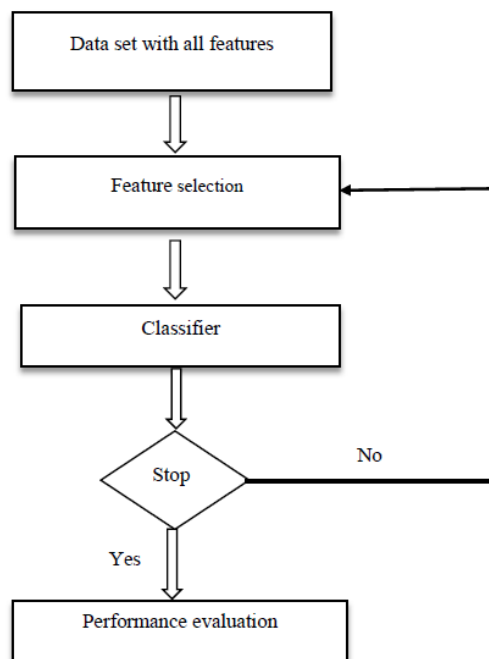 Data set with all features
Feature selection
Classifier
Stop
No
Yes
Performance evaluation